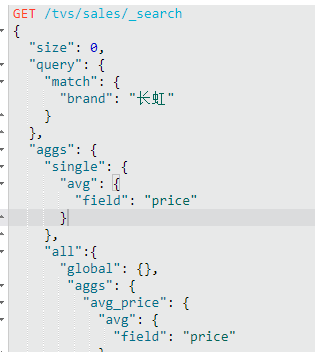 GET /tvs/sales/_search
{
"size": 0,
"query": {
"match": {
"brand": "长虹"
}
},
"aggs": {
"single": {
"avg": {
"field": "price"
}
},
"all":{
"global": {},
"aggs": {
"avg_price": {
"avg": {
"field": "price"